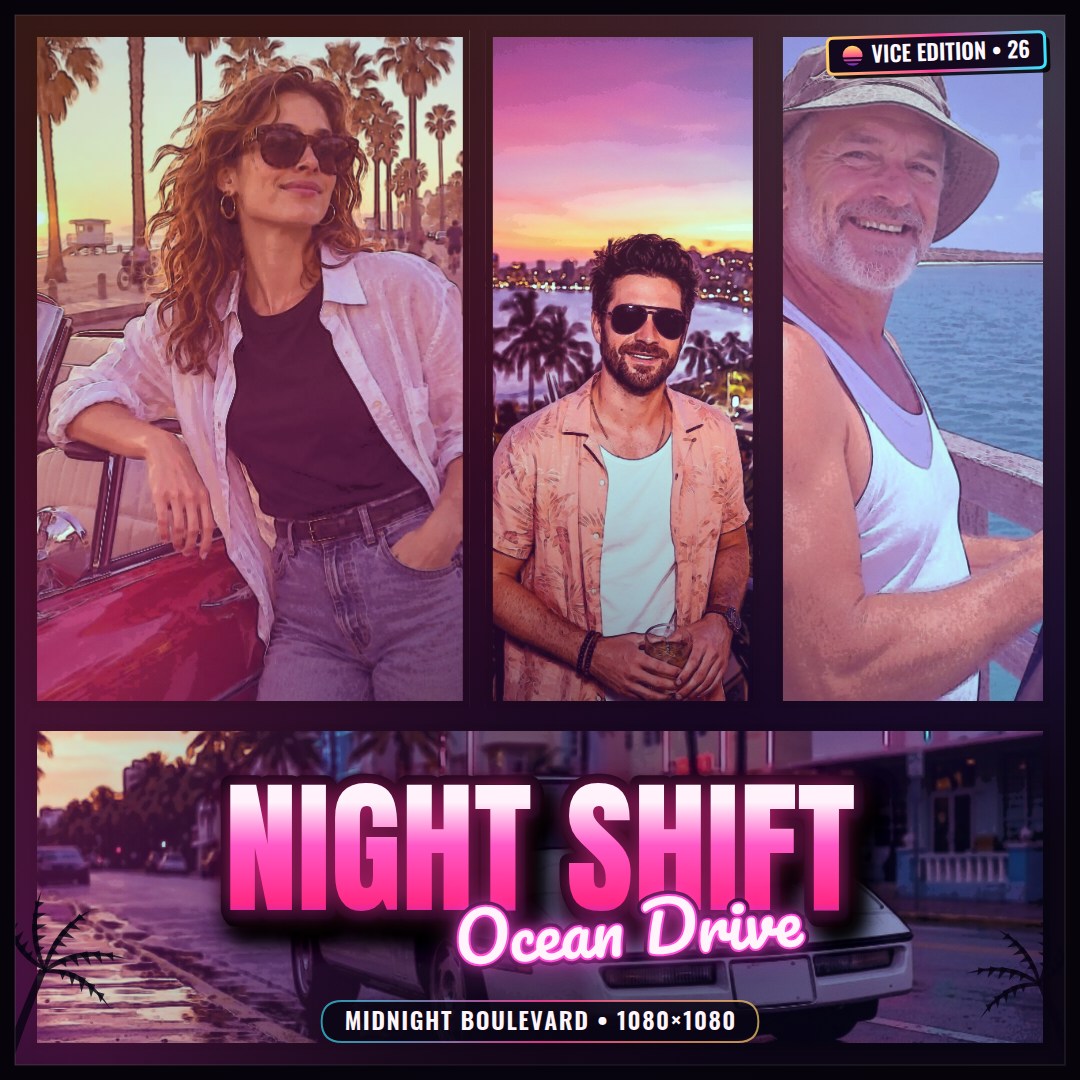 VICE EDITION • 26
NIGHT SHIFT
Ocean Drive
MIDNIGHT BOULEVARD • 1080×1080